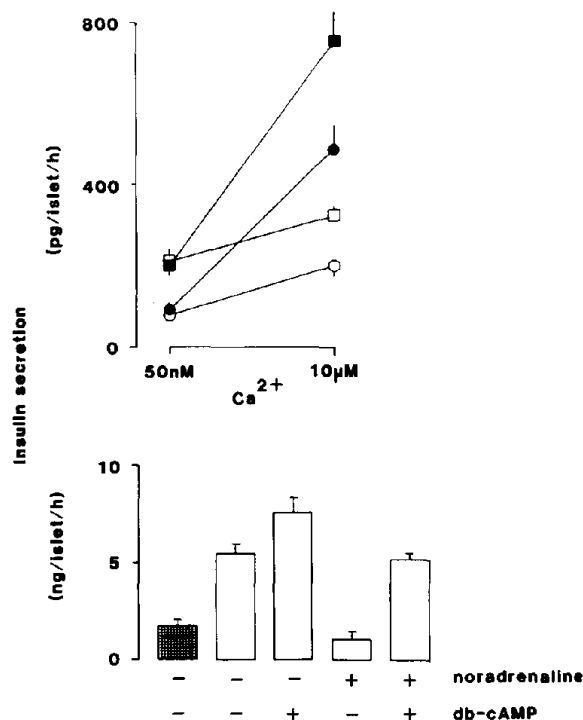 800
400
0
(pg/islet/h)
50nM
10µM
Ca2+
Insulin secretion
10
5
0
(ng/islet/h)
− − − + + noradrenaline
− − + − + db-cAMP